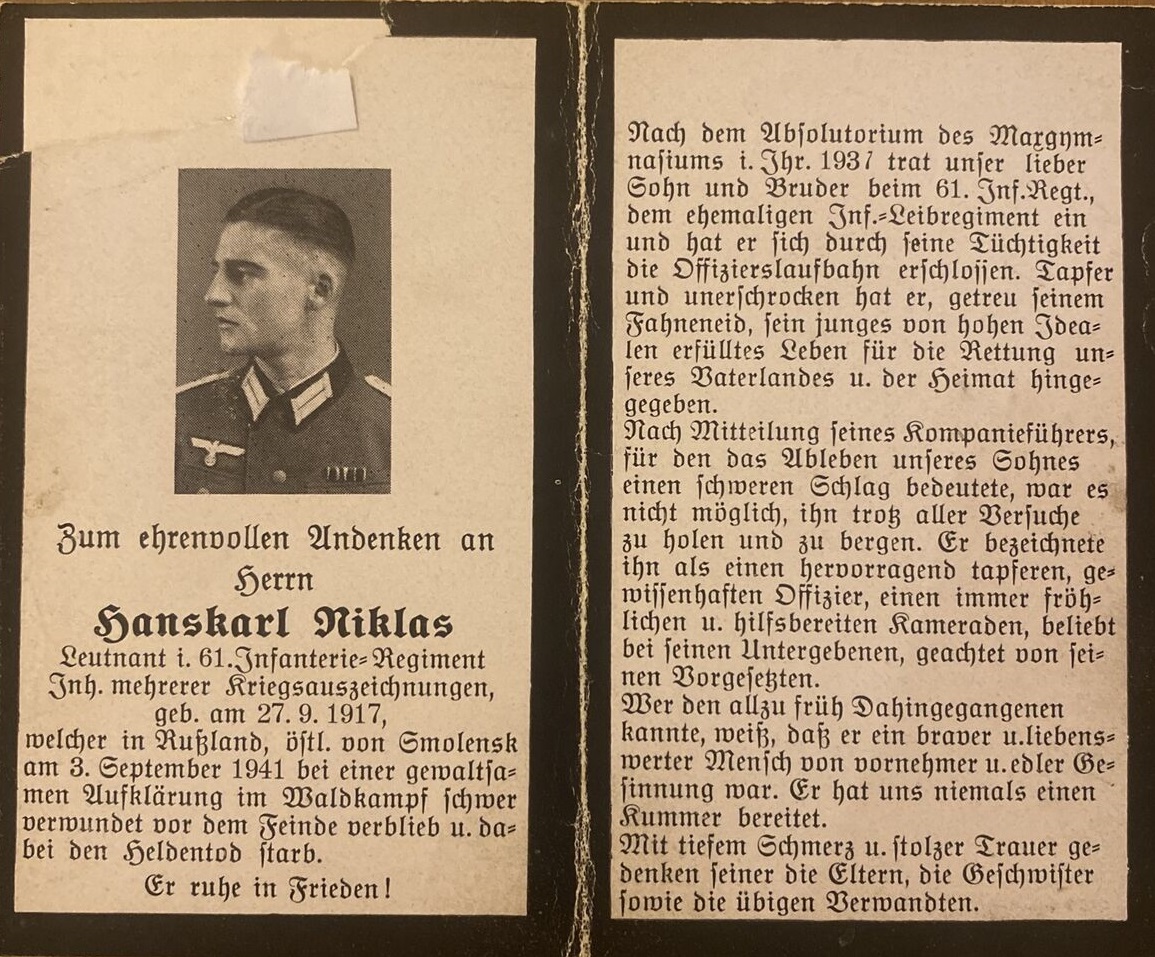 Zum ehrenvollen Andenken an
Herrn
Hanskarl Niklas
Leutnant i. 61.Infanterie-Regiment
Inh. mehrerer Kriegsauszeichnungen,
geb. am 27. 9. 1917,
welcher in Rußland, östl. von Smolensk
am 3. September 1941 bei einer gewaltsa-
men Aufklärung im Waldkampf schwer
verwundet vor dem Feinde verblieb u. da-
bei den Heldentod starb.
Er ruhe in Frieden!
Nach dem Absolutorium des Maxgym-
nasiums i. Jhr. 1937 trat unser lieber
Sohn und Bruder beim 61. Inf.Regt.,
dem ehemaligen Inf.-Leibregiment ein
und hat er sich durch seine Tüchtigkeit
die Offizierslaufbahn erschlossen. Tapfer
und unerschrocken hat er, getreu seinem
Fahneneid, sein junges von hohen Idea-
len erfülltes Leben für die Rettung un-
seres Vaterlandes u. der Heimat hinge-
gegeben.
Nach Mitteilung seines Kompanieführers,
für den das Ableben unseres Sohnes
einen schweren Schlag bedeutete, war es
nicht möglich, ihn trotz aller Versuche
zu holen und zu bergen. Er bezeichnete
ihn als einen hervorragend tapferen, ge-
wissenhaften Offizier, einen immer fröh-
lichen u. hilfsbereiten Kameraden, beliebt
bei seinen Untergebenen, geachtet von sei-
nen Vorgesetzten.
Wer den allzu früh Dahingegangenen
kannte, weiß, daß er ein braver u.liebens-
werter Mensch von vornehmer u.edler Ge-
sinnung war. Er hat uns niemals einen
Kummer bereitet.
Mit tiefem Schmerz u. stolzer Trauer ge-
denken seiner die Eltern, die Geschwister
sowie die übigen Verwandten.